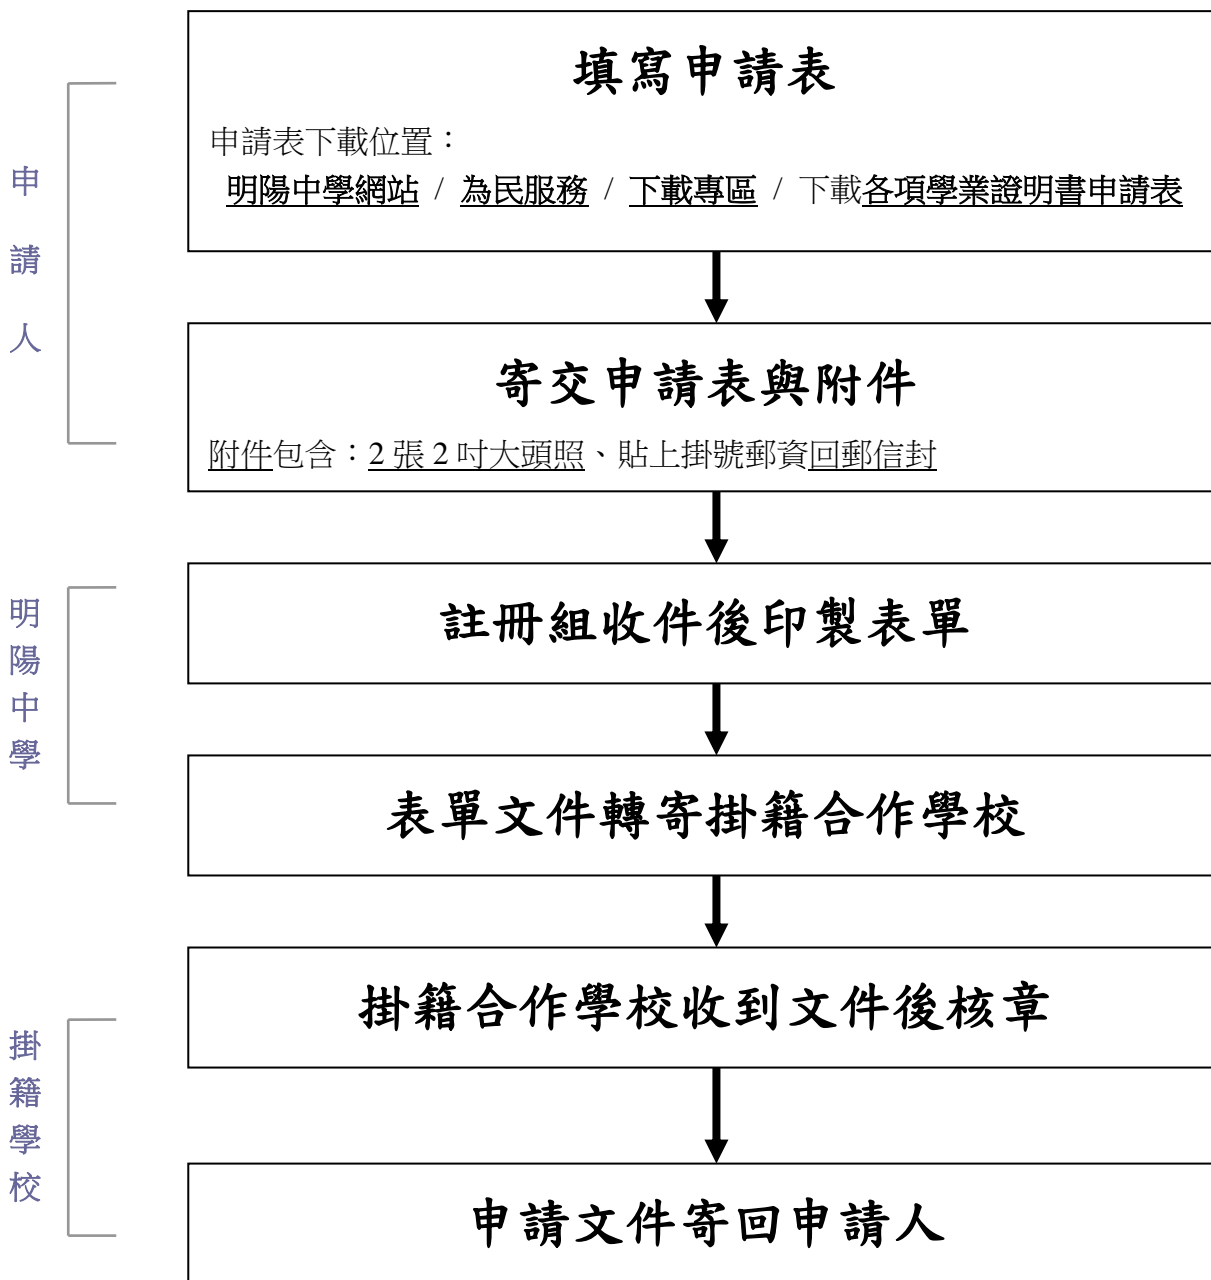 填寫申請表
申請表下載位置：
明陽中學網站 / 為民服務 / 下載專區 / 下載各項學業證明書申請表
申請人
寄交申請表與附件
附件包含：2 張 2 吋大頭照、貼上掛號郵資回郵信封
註冊組收件後印製表單
明陽中學
表單文件轉寄掛籍合作學校
掛籍合作學校收到文件後核章
掛籍學校
申請文件寄回申請人